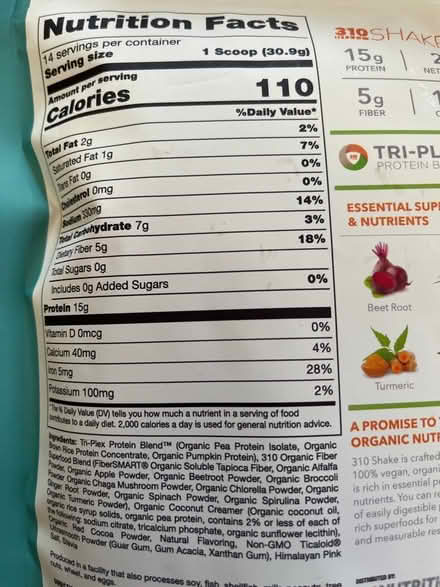 Nutrition Facts
14 servings per container
Serving size 1 Scoop (30.9g)
Amount per serving
Calories 110
%Daily Value*
Total Fat 2g 2%
Saturated Fat 1g 7%
Trans Fat 0g 0%
Cholesterol 0mg 0%
Sodium 330mg 14%
Total Carbohydrate 7g 3%
Dietary Fiber 5g 18%
Total Sugars 0g
Includes 0g Added Sugars 0%
Protein 15g
Vitamin D 0mcg 0%
Calcium 40mg 4%
Iron 5mg 28%
Potassium 100mg 2%
*The % Daily Value (DV) tells you how much a nutrient in a serving of food
contributes to a daily diet. 2,000 calories a day is used for general nutrition advice.
Ingredients: Tri-Plex Protein Blend™ (Organic Pea Protein Isolate, Organic
Brown Rice Protein Concentrate, Organic Pumpkin Protein), 310 Organic Fiber
Superfood Blend (FiberSMART® Organic Soluble Tapioca Fiber, Organic Alfalfa
Powder, Organic Apple Powder, Organic Beetroot Powder, Organic Broccoli
Powder, Organic Chaga Mushroom Powder, Organic Chlorella Powder, Organic
Ginger Root Powder, Organic Spinach Powder, Organic Spirulina Powder,
Organic Turmeric Powder), Organic Coconut Creamer (Organic coconut oil,
organic rice syrup solids, organic pea protein, contains 2% or less of each of
the following: sodium citrate, tricalcium phosphate, organic sunflower lecithin),
Organic Red Cocoa Powder, Natural Flavoring, Non-GMO Ticaloid®
Smooth Powder (Guar Gum, Gum Acacia, Xanthan Gum), Himalayan Pink
Salt, Stevia
Produced in a facility that also processes soy, fish, shellfish, milk, tree
nuts, wheat, and eggs.
310 SHAKE
15g
PROTEIN
NET
5g
FIBER
TRI-PL
PROTEIN B
ESSENTIAL SUP
& NUTRIENTS
Beet Root
Turmeric
A PROMISE TO
ORGANIC NUT
310 Shake is crafted
100% vegan, organ
is rich in essential p
nutrients. You can n
of easily digestible
rich superfoods for
and measurable res